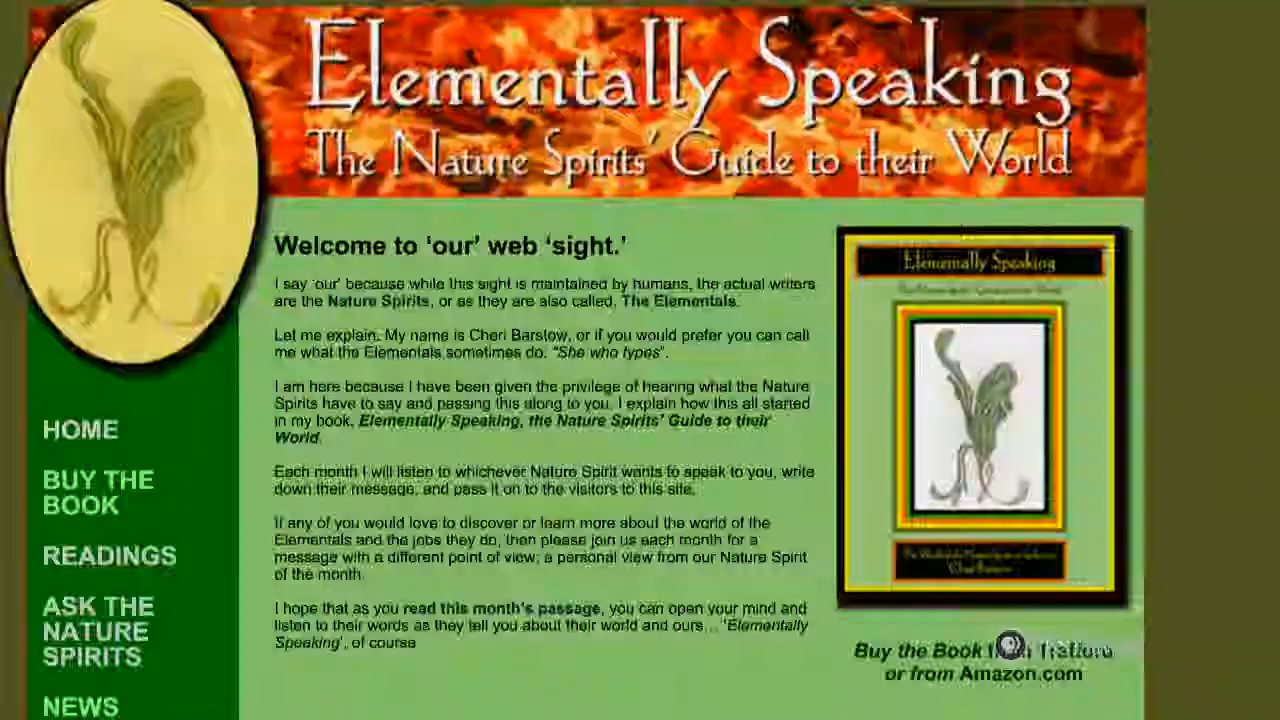 Elementally Speaking
The Nature Spirits’ Guide to their World
HOME
BUY THE
BOOK
READINGS
ASK THE
NATURE
SPIRITS
NEWS
Welcome to ‘our’ web ‘sight.’
I say ‘our’ because while this sight is maintained by humans, the actual writers
are the Nature Spirits, or as they are also called, The Elementals.
Let me explain. My name is Cheri Barstow, or if you would prefer you can call
me what the Elementals sometimes do. "She who types".
I am here because I have been given the privilege of hearing what the Nature
Spirits have to say and passing this along to you. I explain how this all started
in my book, Elementally Speaking, the Nature Spirits’ Guide to their
World.
Each month I will listen to whichever Nature Spirit wants to speak to you, write
down their message, and pass it on to the visitors to this site.
If any of you would love to discover or learn more about the world of the
Elementals and the jobs they do, then please join us each month for a
message with a different point of view; a personal view from our Nature Spirit
of the month.
I hope that as you read this month's passage, you can open your mind and
listen to their words as they tell you about their world and ours... ‘Elementally
Speaking’, of course
Elementally Speaking
Buy the Book
or from Amazon.com